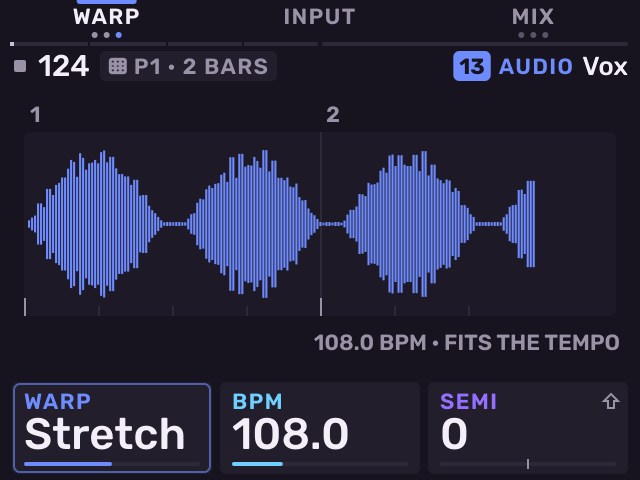 WARP INPUT MIX
124 P1 • 2 BARS 13 AUDIO Vox
1 2
108.0 BPM • FITS THE TEMPO
WARP BPM SEMI
Stretch 108.0 0